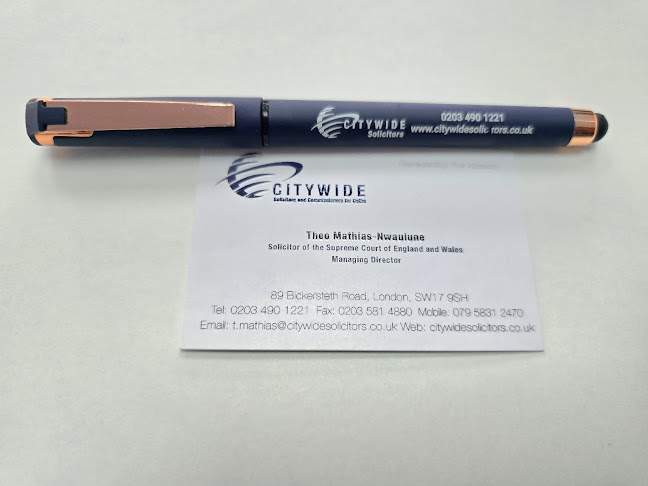 CITYWIDE
Solicitors
0203 490 1221
www.citywidesolicitors.co.uk
CITYWIDE
Solicitors and Commissioners for Oaths
Theo Mathias-Nwaulune
Solicitor of the Supreme Court of England and Wales
Managing Director
89 Bickersteth Road, London, SW17 9SH
Tel: 0203 490 1221 Fax: 0203 581 4880 Mobile: 079 5831 2470
Email: t.mathias@citywidesolicitors.co.uk Web: citywidesolicitors.co.uk